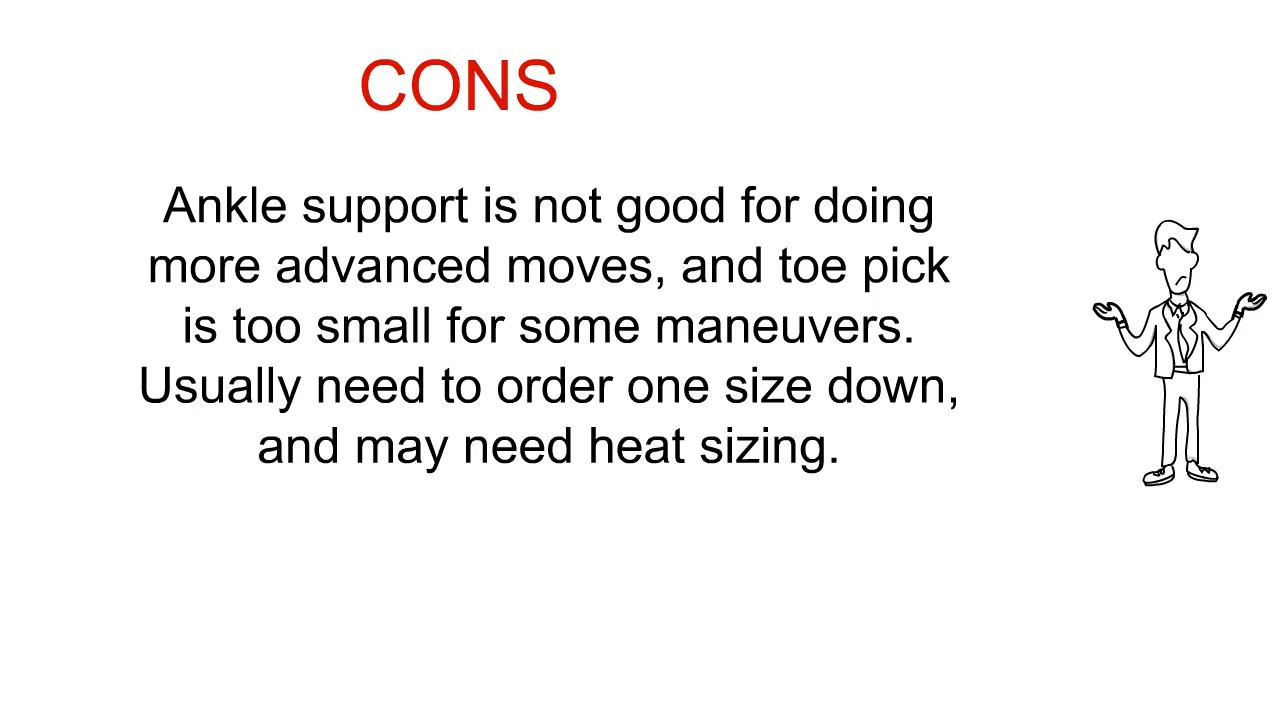 CONS
Ankle support is not good for doing
more advanced moves, and toe pick
is too small for some maneuvers.
Usually need to order one size down,
and may need heat sizing.